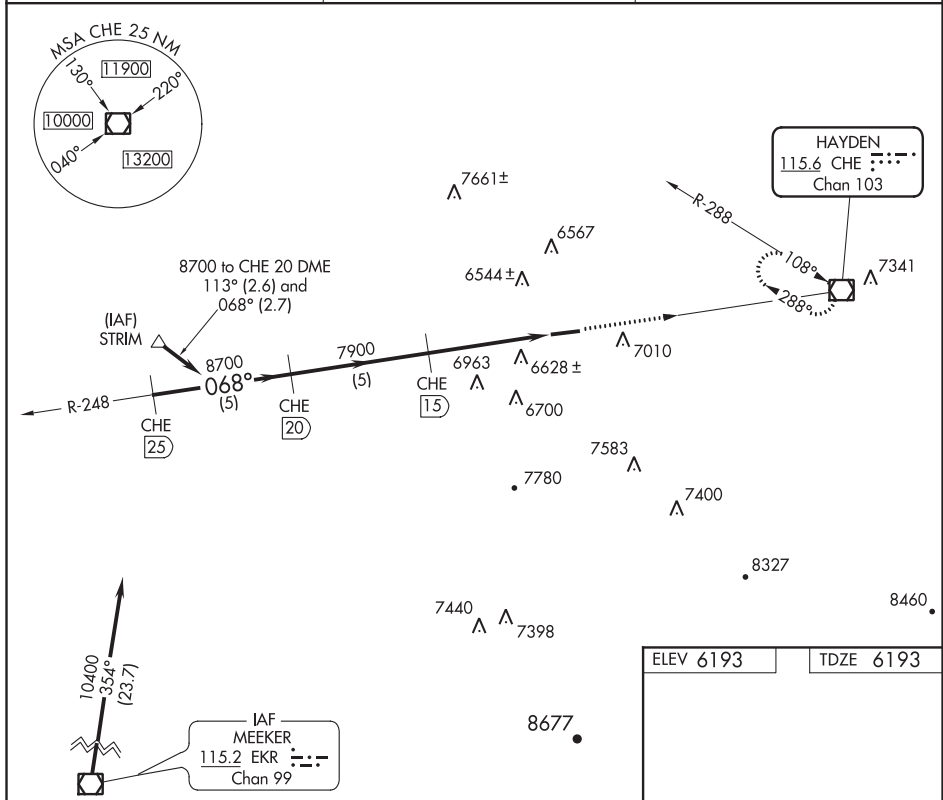 MSA CHE 25 NM
130°
11900
220°
10000
040°
13200
HAYDEN
115.6 CHE
Chan 103
7661±
R-288
6567
6544±
108°
288°
7341
8700 to CHE 20 DME
113° (2.6) and
068° (2.7)
(IAF)
STRIM
8700
068°
(5)
7900
(5)
R-248
CHE
25
CHE
20
CHE
15
6963
6628±
7010
6700
7583
7780
7400
8327
8460
7440
7398
10400
354°
(23.7)
IAF
MEEKER
115.2 EKR
Chan 99
8677
ELEV 6193
TDZE 6193